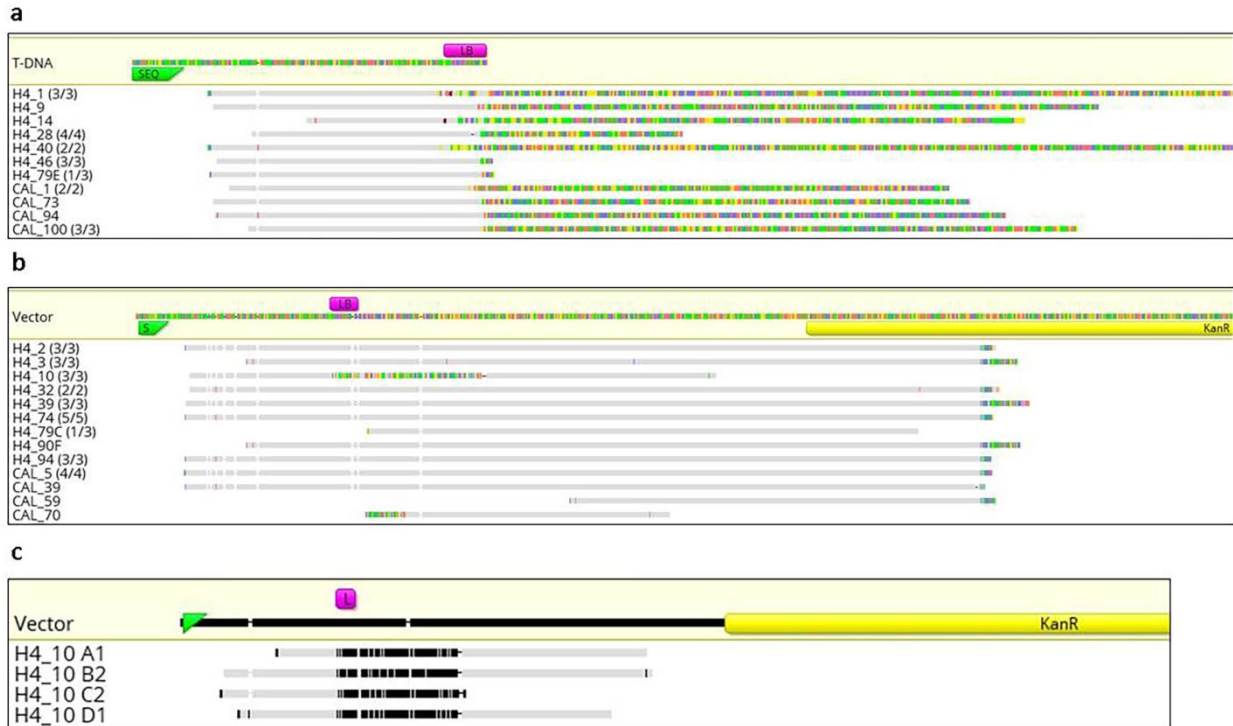 a
LB
T-DNA
SEQ
H4_1 (3/3)
H4_9
H4_14
H4_28 (4/4)
H4_40 (2/2)
H4_46 (3/3)
H4_79E (1/3)
CAL_1 (2/2)
CAL_73
CAL_94
CAL_100 (3/3)
b
LB
Vector
S
KanR
H4_2 (3/3)
H4_3 (3/3)
H4_10 (3/3)
H4_32 (2/2)
H4_39 (3/3)
H4_74 (5/5)
H4_79C (1/3)
H4_90F
H4_94 (3/3)
CAL_5 (4/4)
CAL_39
CAL_59
CAL_70
c
L
Vector
KanR
H4_10 A1
H4_10 B2
H4_10 C2
H4_10 D1